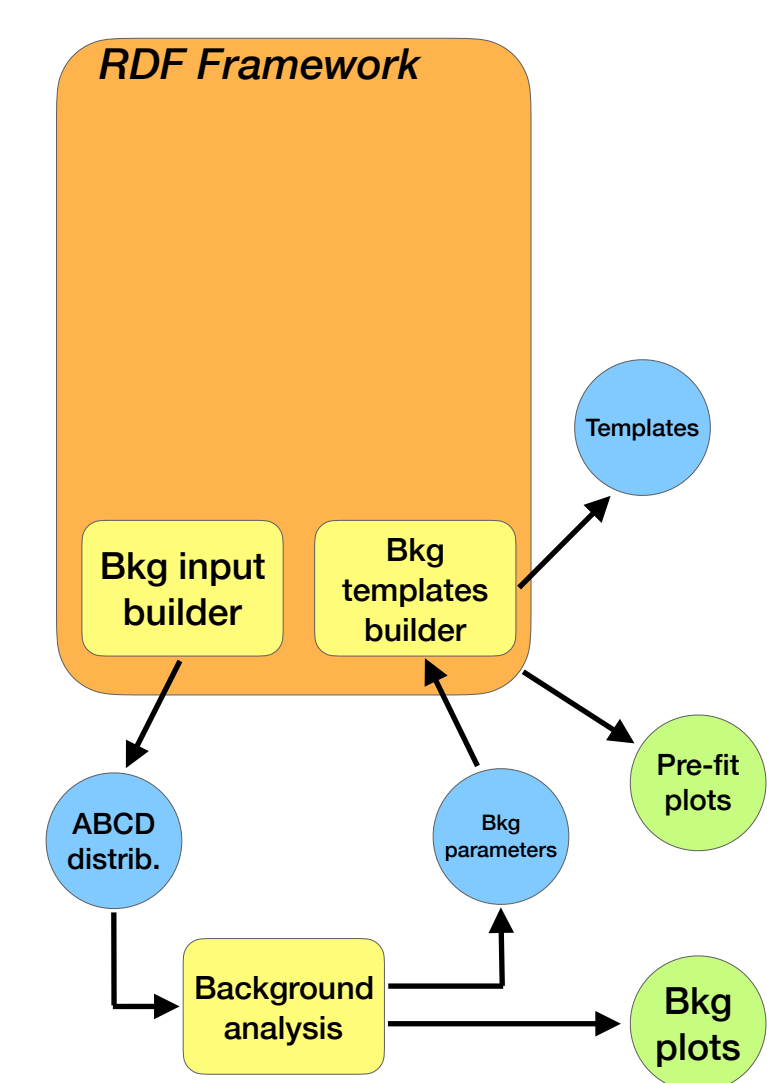 RDF Framework
Templates
Bkg input
builder
Bkg
templates
builder
Pre-fit
plots
ABCD
distrib.
Bkg
parameters
Background
analysis
Bkg
plots